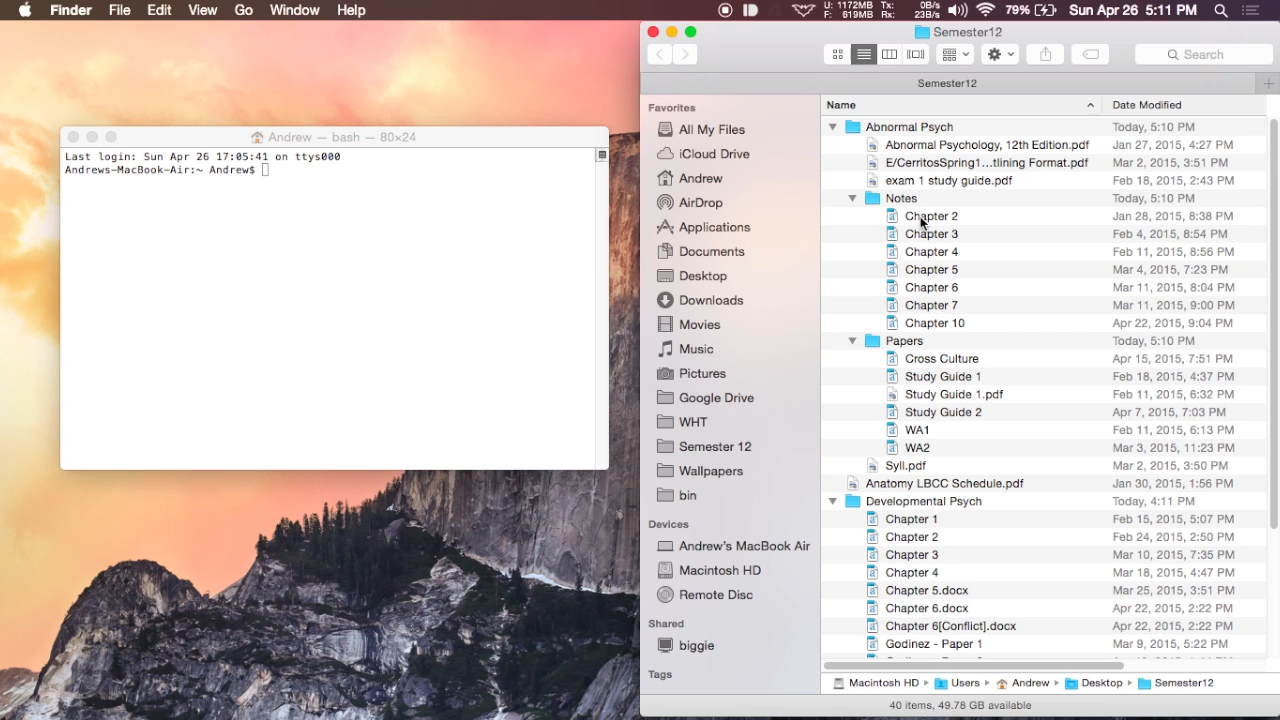 Finder File Edit View Go Window Help
U: 1172MB Tx: 0B/s
F: 619MB Rx: 23B/s
79% Sun Apr 26 5:11 PM
Andrew — bash — 80×24
Last login: Sun Apr 26 17:05:41 on ttys000
Andrews-MacBook-Air:~ Andrew$
Semester12
Search
Semester12
Favorites
All My Files
iCloud Drive
Andrew
AirDrop
Applications
Documents
Desktop
Downloads
Movies
Music
Pictures
Google Drive
WHT
Semester 12
Wallpapers
bin
Devices
Andrew's MacBook Air
Macintosh HD
Remote Disc
Shared
biggie
Tags
Name Date Modified
Abnormal Psych Today, 5:10 PM
Abnormal Psychology, 12th Edition.pdf Jan 27, 2015, 4:27 PM
E/CerritosSpring1...tlining Format.pdf Mar 2, 2015, 3:51 PM
exam 1 study guide.pdf Feb 18, 2015, 2:43 PM
Notes Today, 5:10 PM
Chapter 2 Jan 28, 2015, 8:38 PM
Chapter 3 Feb 4, 2015, 8:54 PM
Chapter 4 Feb 11, 2015, 8:56 PM
Chapter 5 Mar 4, 2015, 7:23 PM
Chapter 6 Mar 11, 2015, 8:04 PM
Chapter 7 Mar 11, 2015, 9:00 PM
Chapter 10 Apr 22, 2015, 9:04 PM
Papers Today, 5:10 PM
Cross Culture Apr 15, 2015, 7:51 PM
Study Guide 1 Feb 18, 2015, 4:37 PM
Study Guide 1.pdf Feb 11, 2015, 6:32 PM
Study Guide 2 Apr 7, 2015, 7:03 PM
WA1 Feb 11, 2015, 6:13 PM
WA2 Mar 3, 2015, 11:23 PM
Syll.pdf Mar 2, 2015, 3:50 PM
Anatomy LBCC Schedule.pdf Jan 30, 2015, 1:56 PM
Developmental Psych Today, 4:11 PM
Chapter 1 Feb 15, 2015, 5:07 PM
Chapter 2 Feb 24, 2015, 2:50 PM
Chapter 3 Mar 10, 2015, 7:35 PM
Chapter 4 Mar 18, 2015, 4:47 PM
Chapter 5.docx Mar 25, 2015, 3:51 PM
Chapter 6.docx Apr 22, 2015, 2:22 PM
Chapter 6[Conflict].docx Apr 22, 2015, 2:22 PM
Godinez - Paper 1 Mar 9, 2015, 5:22 PM
Macintosh HD Users Andrew Desktop Semester12
40 items, 49.78 GB available